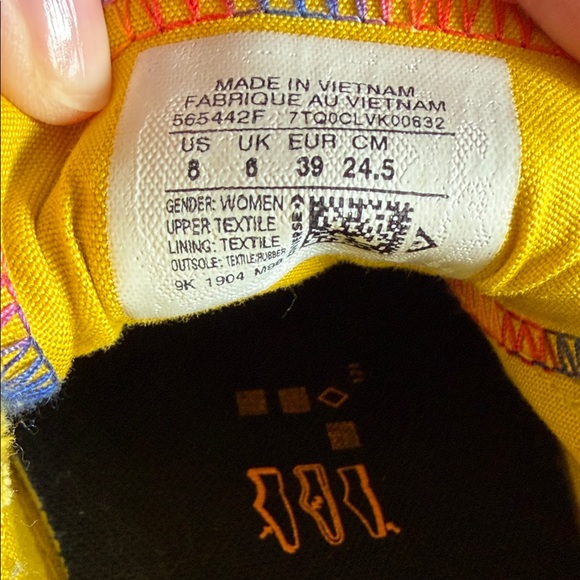 MADE IN VIETNAM
FABRIQUE AU VIETNAM
565442F 7TQ0CLVK00832
US UK EUR CM
8 6 39 24.5
GENDER: WOMEN
UPPER TEXTILE
LINING: TEXTILE
OUTSOLE: TEXTILE/RUBBER
9K 1904